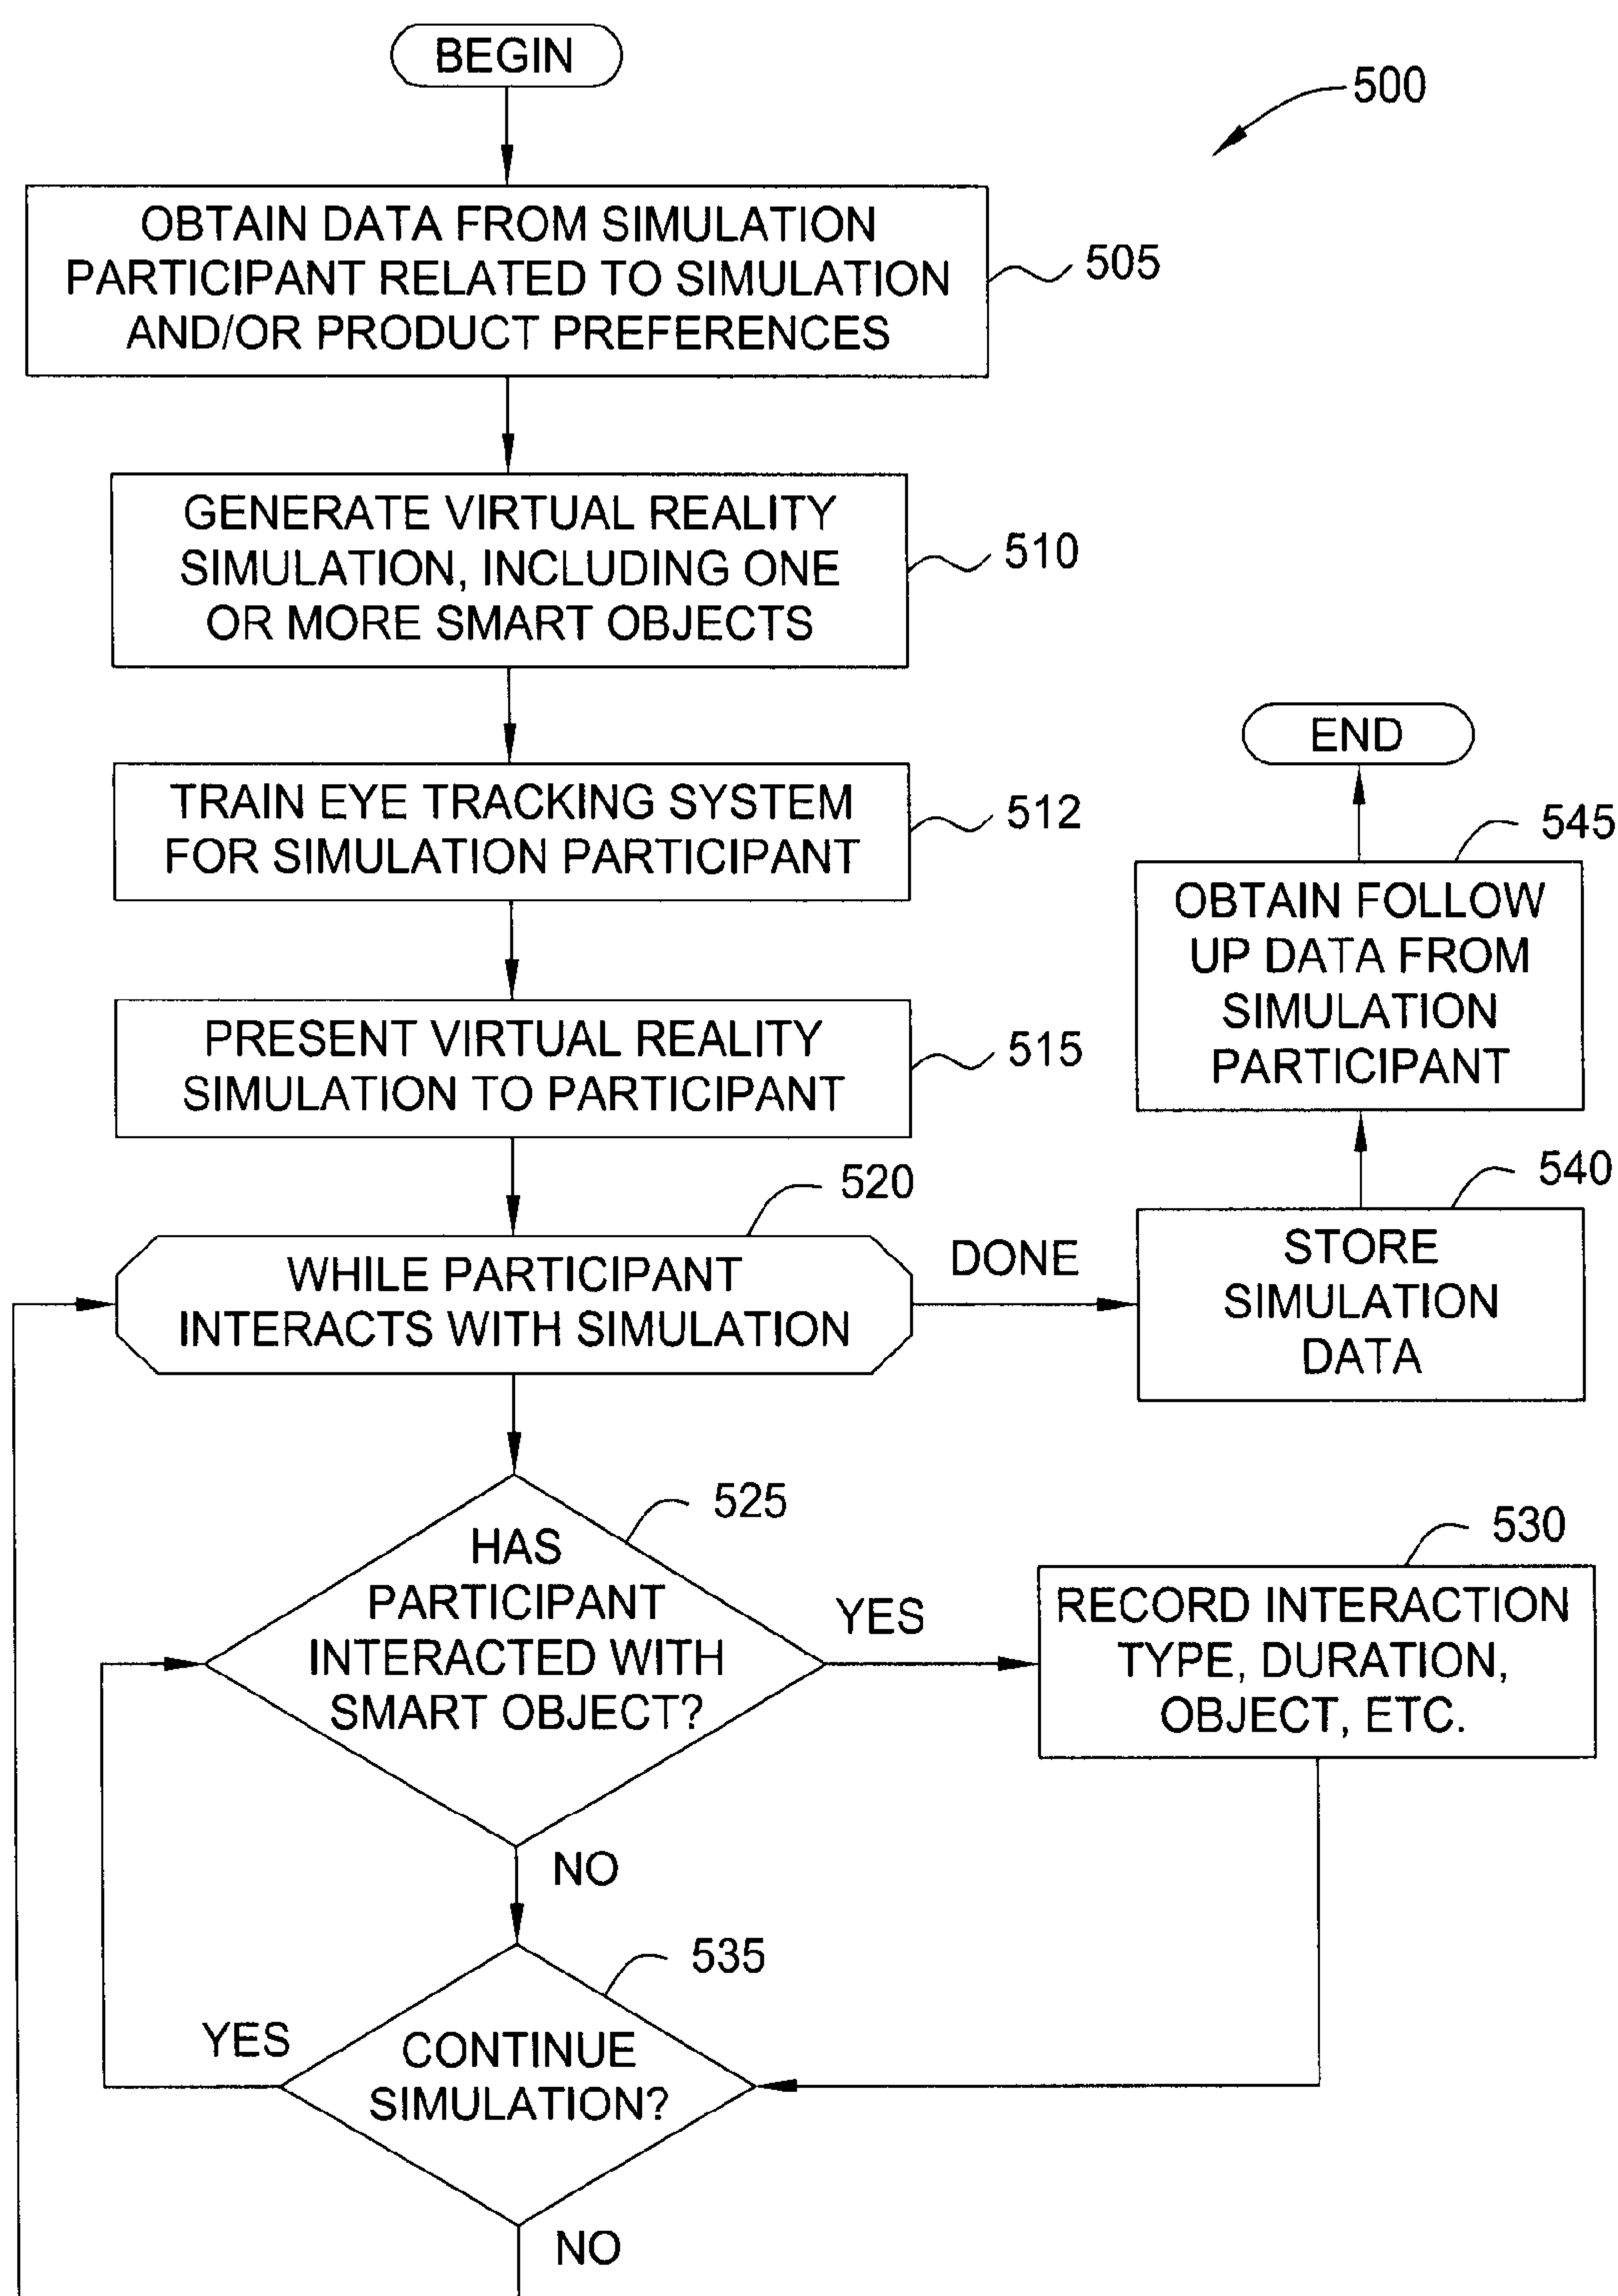 BEGIN
500
OBTAIN DATA FROM SIMULATION
PARTICIPANT RELATED TO SIMULATION
AND/OR PRODUCT PREFERENCES
505
GENERATE VIRTUAL REALITY
SIMULATION, INCLUDING ONE
OR MORE SMART OBJECTS
510
TRAIN EYE TRACKING SYSTEM
FOR SIMULATION PARTICIPANT
512
PRESENT VIRTUAL REALITY
SIMULATION TO PARTICIPANT
515
WHILE PARTICIPANT
INTERACTS WITH SIMULATION
520
DONE
STORE
SIMULATION
DATA
540
OBTAIN FOLLOW
UP DATA FROM
SIMULATION
PARTICIPANT
545
END
HAS
PARTICIPANT
INTERACTED WITH
SMART OBJECT?
525
YES
RECORD INTERACTION
TYPE, DURATION,
OBJECT, ETC.
530
NO
CONTINUE
SIMULATION?
535
YES
NO